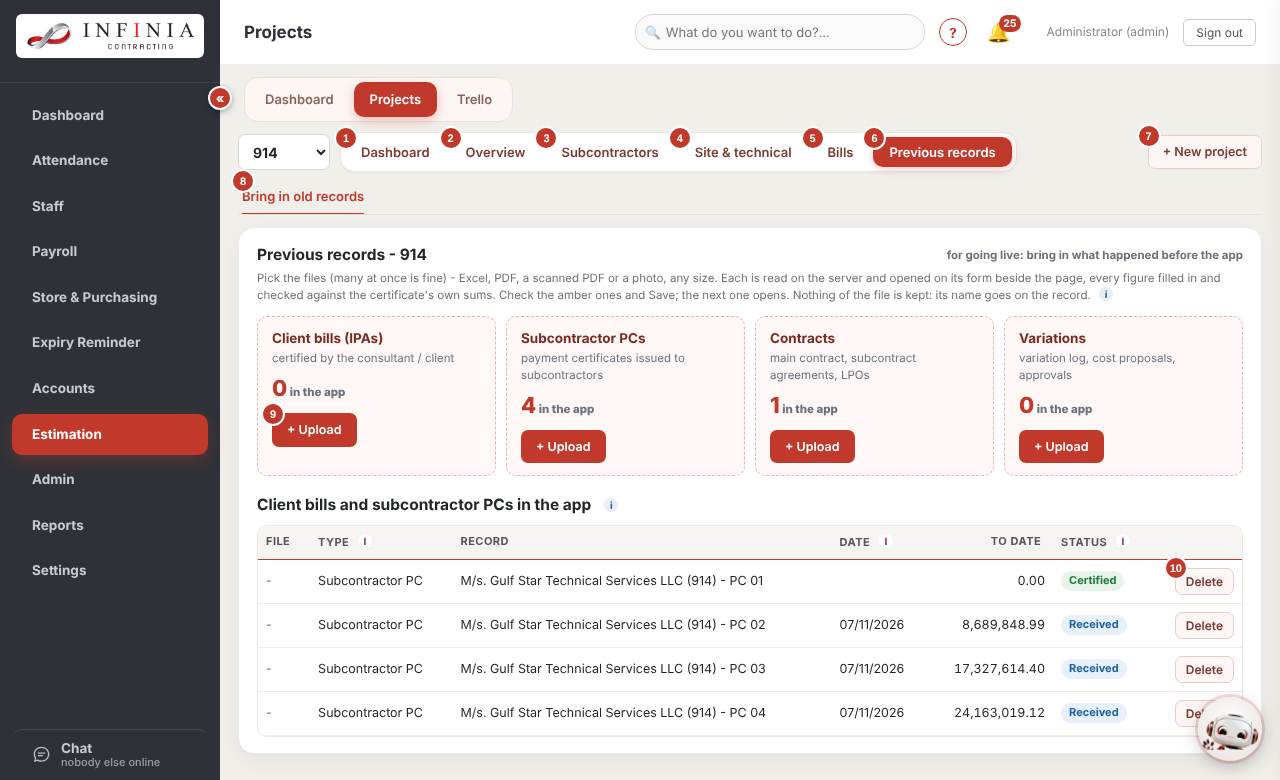 INFINIA
CONTRACTING
Projects
What do you want to do?...
?
25
Administrator (admin)
Sign out
«
Dashboard
Attendance
Staff
Payroll
Store & Purchasing
Expiry Reminder
Accounts
Estimation
Admin
Reports
Settings
Chat
nobody else online
Dashboard
Projects
Trello
914
1
Dashboard
2
Overview
3
Subcontractors
4
Site & technical
5
Bills
6
Previous records
7
+ New project
8
Bring in old records
Previous records - 914
for going live: bring in what happened before the app
Pick the files (many at once is fine) - Excel, PDF, a scanned PDF or a photo, any size. Each is read on the server and opened on its form beside the page, every figure filled in and
checked against the certificate's own sums. Check the amber ones and Save; the next one opens. Nothing of the file is kept: its name goes on the record. i
Client bills (IPAs)
certified by the consultant / client
0 in the app
9
+ Upload
Subcontractor PCs
payment certificates issued to
subcontractors
4 in the app
+ Upload
Contracts
main contract, subcontract
agreements, LPOs
1 in the app
+ Upload
Variations
variation log, cost proposals,
approvals
0 in the app
+ Upload
Client bills and subcontractor PCs in the app i
FILE TYPE I RECORD DATE I TO DATE STATUS I
10
- Subcontractor PC M/s. Gulf Star Technical Services LLC (914) - PC 01 0.00 Certified Delete
- Subcontractor PC M/s. Gulf Star Technical Services LLC (914) - PC 02 07/11/2026 8,689,848.99 Received Delete
- Subcontractor PC M/s. Gulf Star Technical Services LLC (914) - PC 03 07/11/2026 17,327,614.40 Received Delete
- Subcontractor PC M/s. Gulf Star Technical Services LLC (914) - PC 04 07/11/2026 24,163,019.12 Received